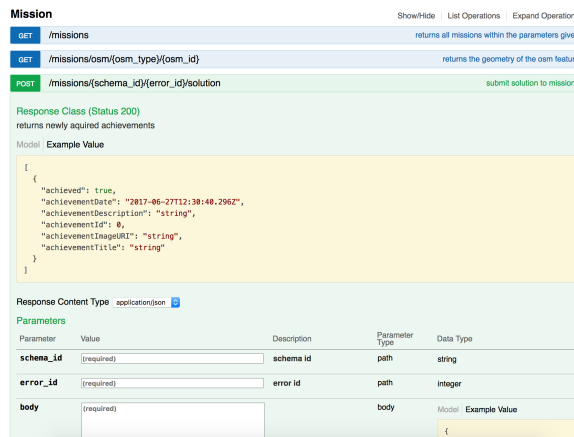 Mission
Show/Hide List Operations Expand Operation
GET /missions returns all missions within the parameters give
GET /missions/osm/{osm_type}/{osm_id} returns the geometry of the osm featur
POST /missions/{schema_id}/{error_id}/solution submit solution to mission
Response Class (Status 200)
returns newly aquired achievements
Model Example Value
[
{
"achieved": true,
"achievementDate": "2017-06-27T12:30:40.296Z",
"achievementDescription": "string",
"achievementId": 0,
"achievementImageURI": "string",
"achievementTitle": "string"
}
]
Response Content Type application/json
Parameters
Parameter Value Description Parameter Type Data Type
schema_id (required) schema id path string
error_id (required) error id path integer
body (required) body Model Example Value
{